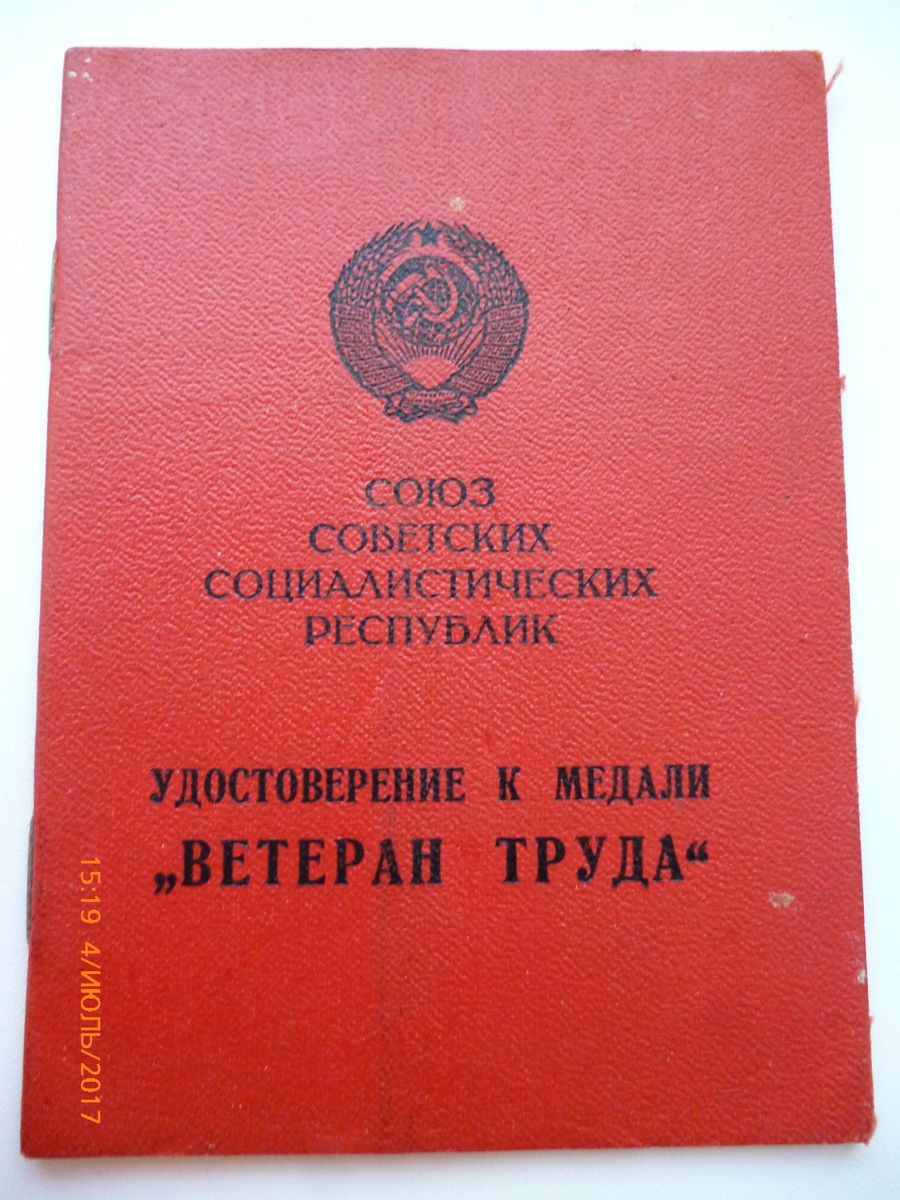 СОЮЗ
СОВЕТСКИХ
СОЦИАЛИСТИЧЕСКИХ
РЕСПУБЛИК
УДОСТОВЕРЕНИЕ К МЕДАЛИ
„ВЕТЕРАН ТРУДА“
15:19 4/ИЮЛЬ/2017